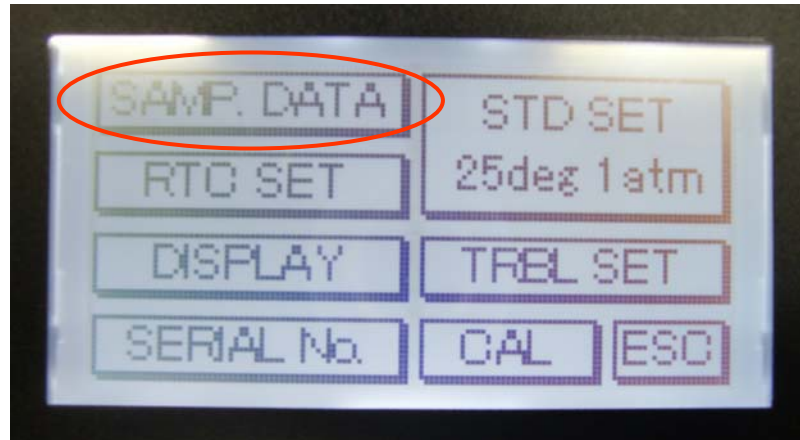 SAMP. DATA
STD SET
25deg 1atm
RTC SET
DISPLAY
TRBL SET
SERIAL No.
CAL
ESC